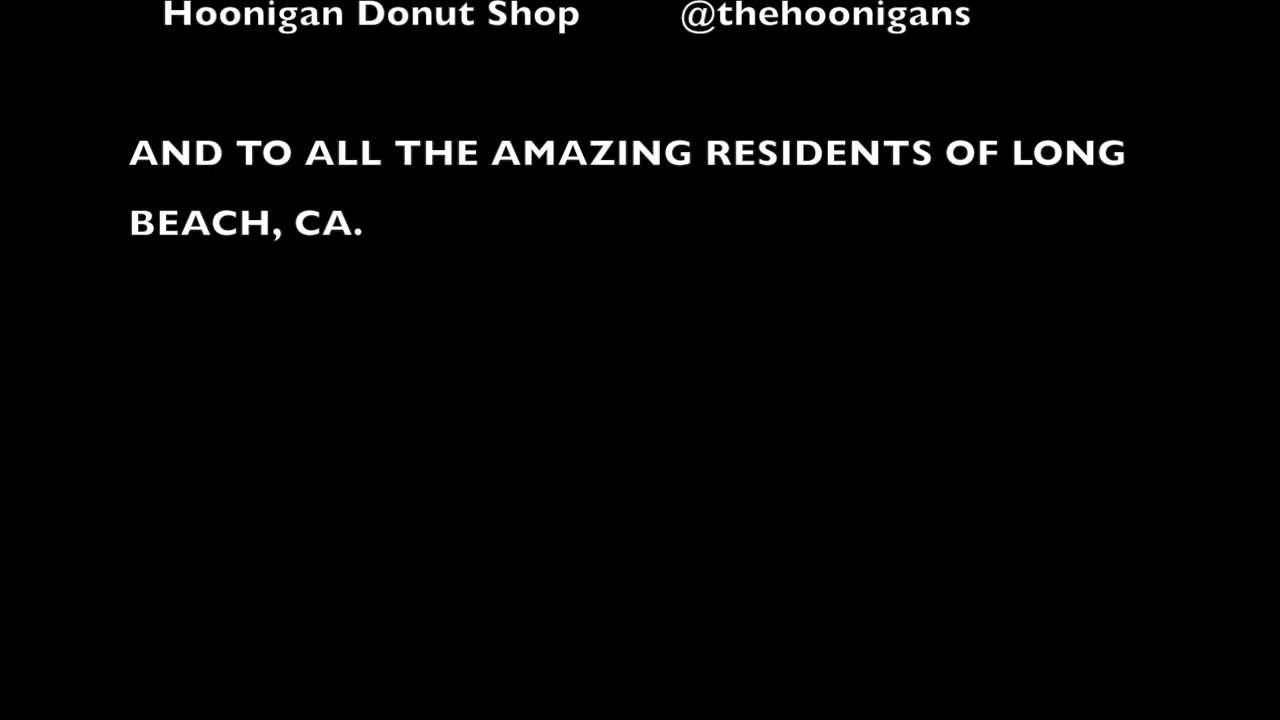 Hoonigan Donut Shop @thehoonigans
AND TO ALL THE AMAZING RESIDENTS OF LONG
BEACH, CA.